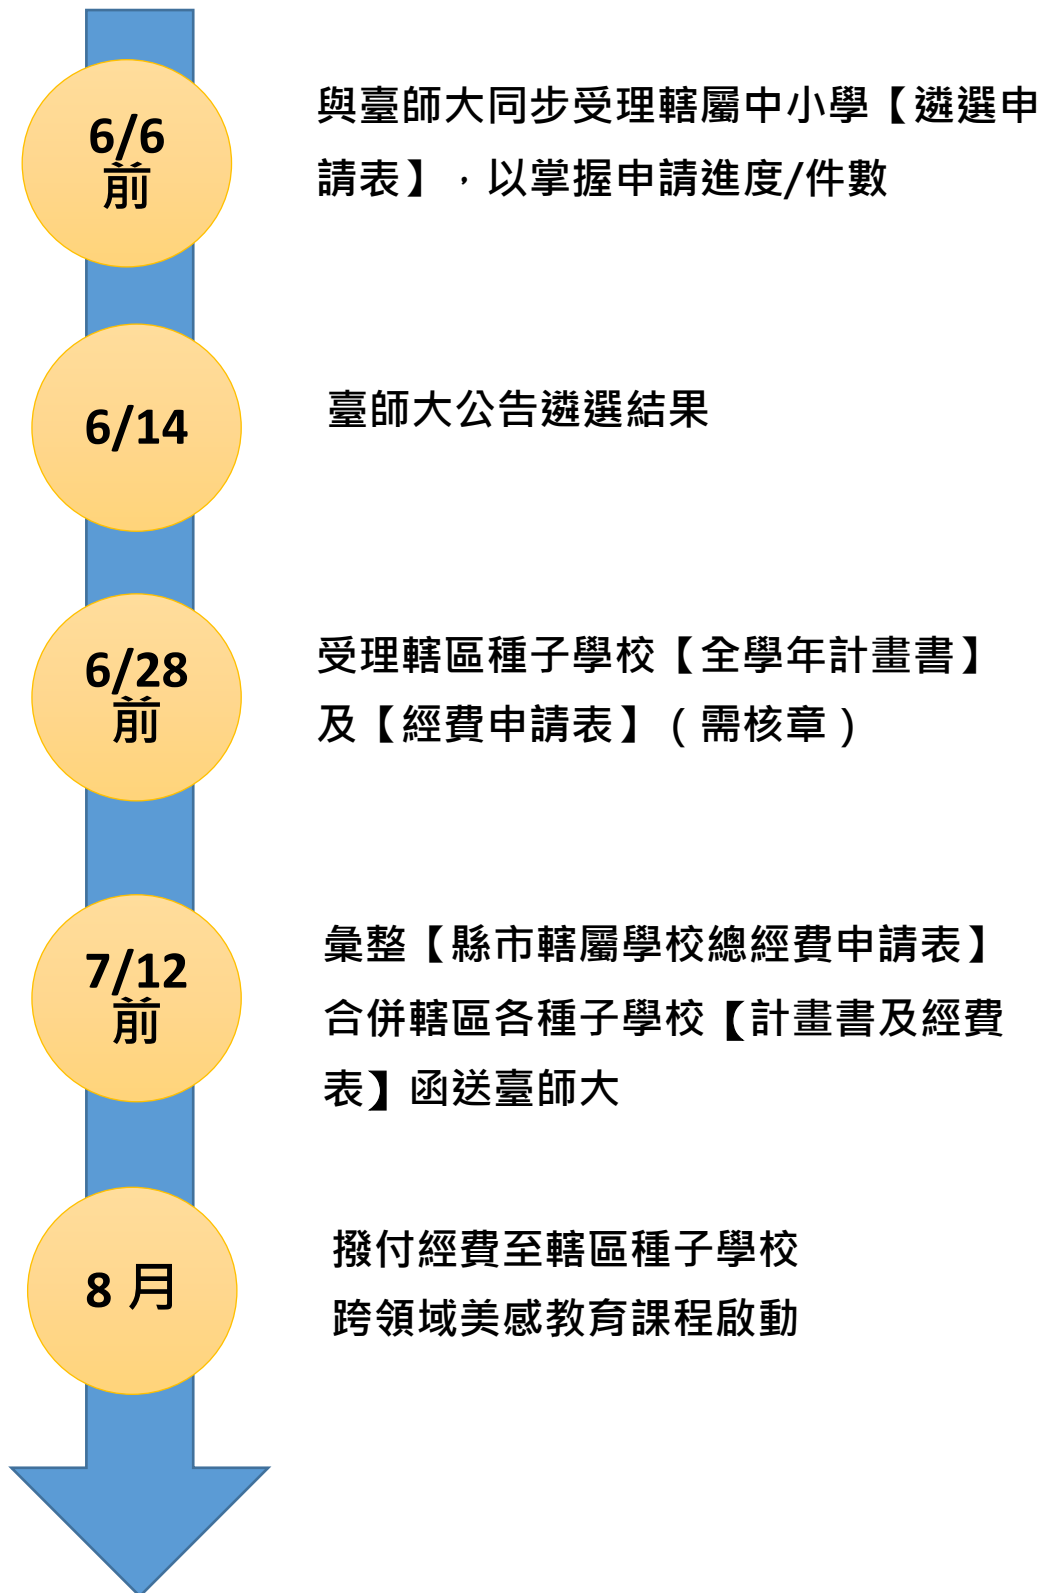 6/6
前
與臺師大同步受理轄屬中小學【遴選申
請表】，以掌握申請進度/件數
6/14
臺師大公告遴選結果
6/28
前
受理轄區種子學校【全學年計畫書】
及【經費申請表】（需核章）
7/12
前
彙整【縣市轄屬學校總經費申請表】
合併轄區各種子學校【計畫書及經費
表】函送臺師大
8 月
撥付經費至轄區種子學校
跨領域美感教育課程啟動